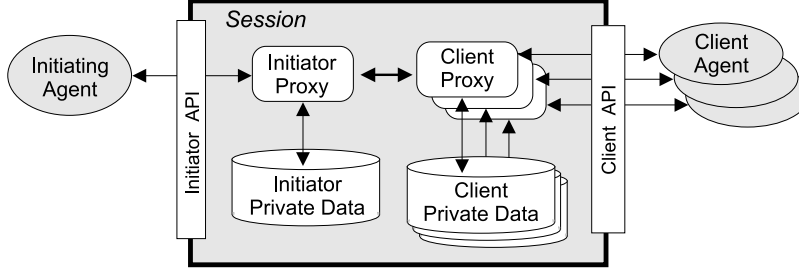 Session
Initiating
Agent
Initiator API
Initiator
Proxy
Client
Proxy
Initiator
Private Data
Client
Private Data
Client API
Client
Agent